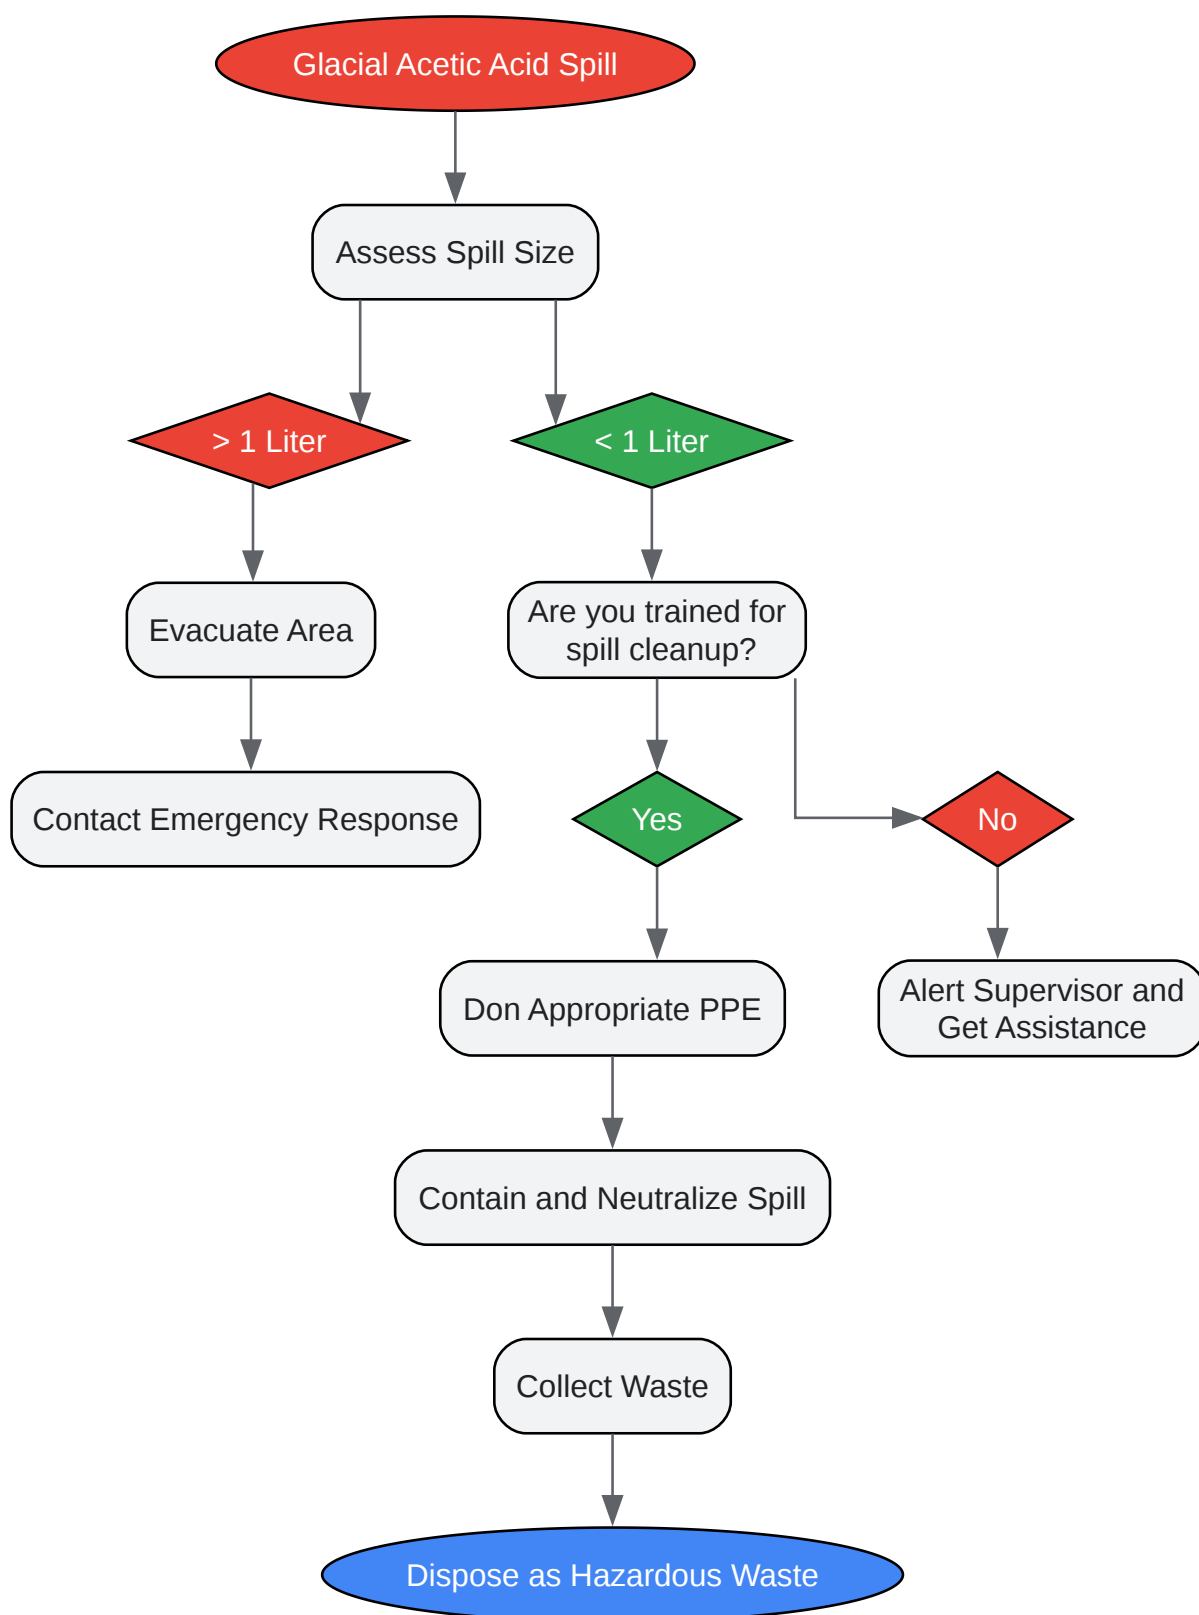 Glacial Acetic Acid Spill
Assess Spill Size
> 1 Liter
< 1 Liter
Evacuate Area
Are you trained for
spill cleanup?
Contact Emergency Response
Yes
No
Don Appropriate PPE
Alert Supervisor and
Get Assistance
Contain and Neutralize Spill
Collect Waste
Dispose as Hazardous Waste